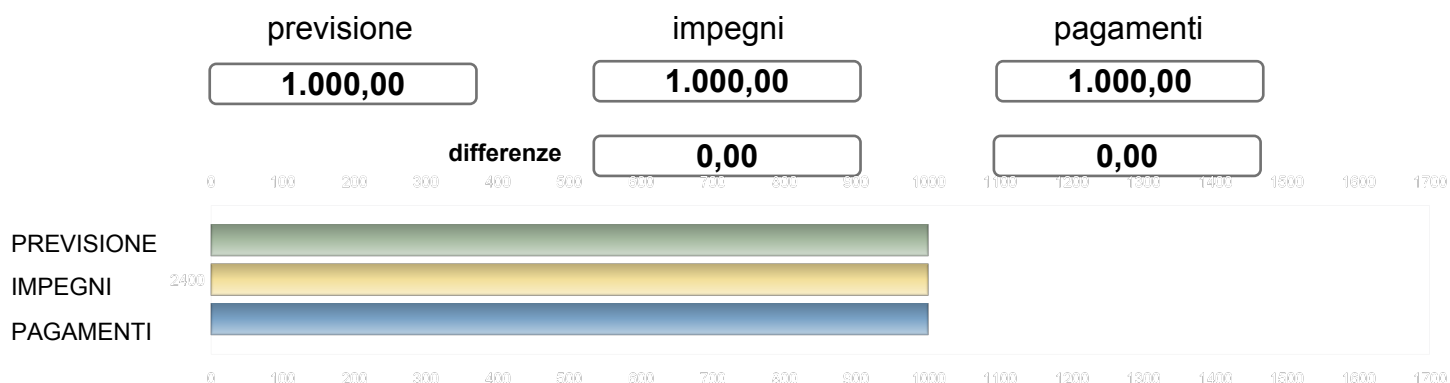 previsione impegni pagamenti
1.000,00 1.000,00 1.000,00
differenze 0,00 0,00
0 100 200 300 400 500 600 700 800 900 1000 1100 1200 1300 1400 1500 1600 1700
PREVISIONE
IMPEGNI 2400
PAGAMENTI
0 100 200 300 400 500 600 700 800 900 1000 1100 1200 1300 1400 1500 1600 1700